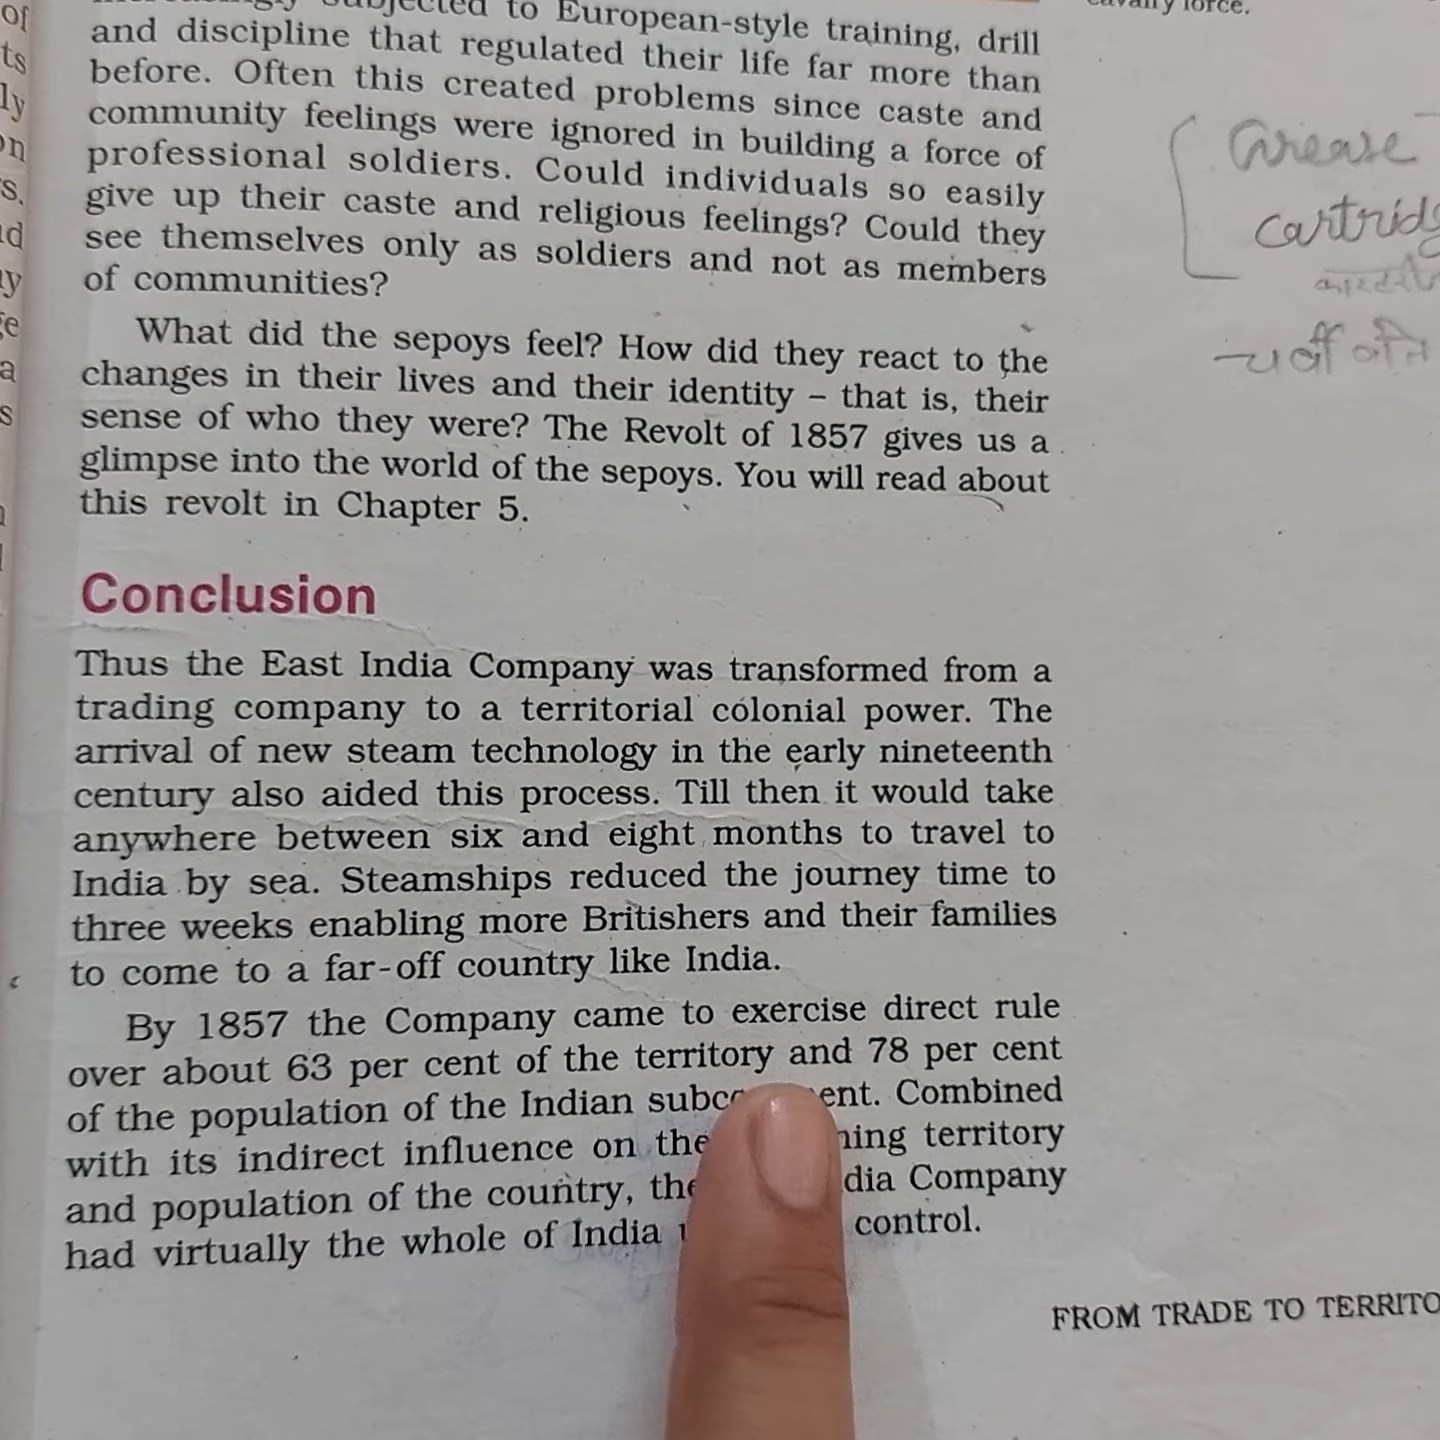 subjected to European-style training, drill
and discipline that regulated their life far more than
before. Often this created problems since caste and
community feelings were ignored in building a force of
professional soldiers. Could individuals so easily
give up their caste and religious feelings? Could they
see themselves only as soldiers and not as members
of communities?
What did the sepoys feel? How did they react to the
changes in their lives and their identity – that is, their
sense of who they were? The Revolt of 1857 gives us a
glimpse into the world of the sepoys. You will read about
this revolt in Chapter 5.
Conclusion
Thus the East India Company was transformed from a
trading company to a territorial colonial power. The
arrival of new steam technology in the early nineteenth
century also aided this process. Till then it would take
anywhere between six and eight months to travel to
India by sea. Steamships reduced the journey time to
three weeks enabling more Britishers and their families
to come to a far-off country like India.
By 1857 the Company came to exercise direct rule
over about 63 per cent of the territory and 78 per cent
of the population of the Indian subc ent. Combined
with its indirect influence on the ning territory
and population of the country, the dia Company
had virtually the whole of India control.
FROM TRADE TO TERRITO
force.
Grease
cartridg